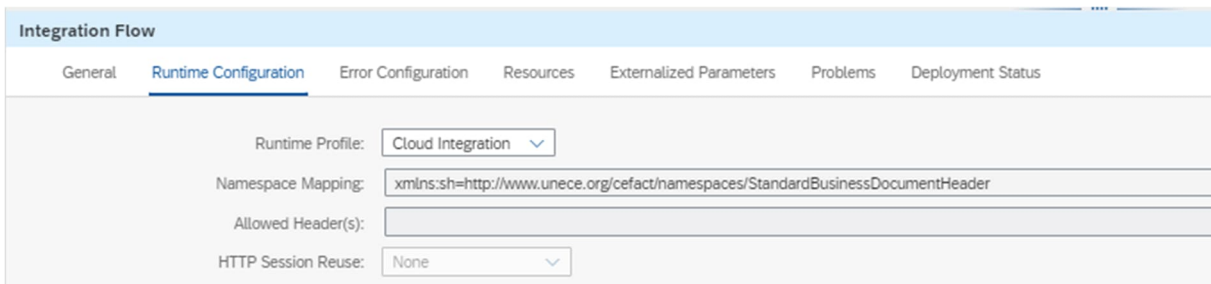 Integration Flow
General Runtime Configuration Error Configuration Resources Externalized Parameters Problems Deployment Status
Runtime Profile: Cloud Integration
Namespace Mapping: xmlns:sh=http://www.unece.org/cefact/namespaces/StandardBusinessDocumentHeader
Allowed Header(s):
HTTP Session Reuse: None